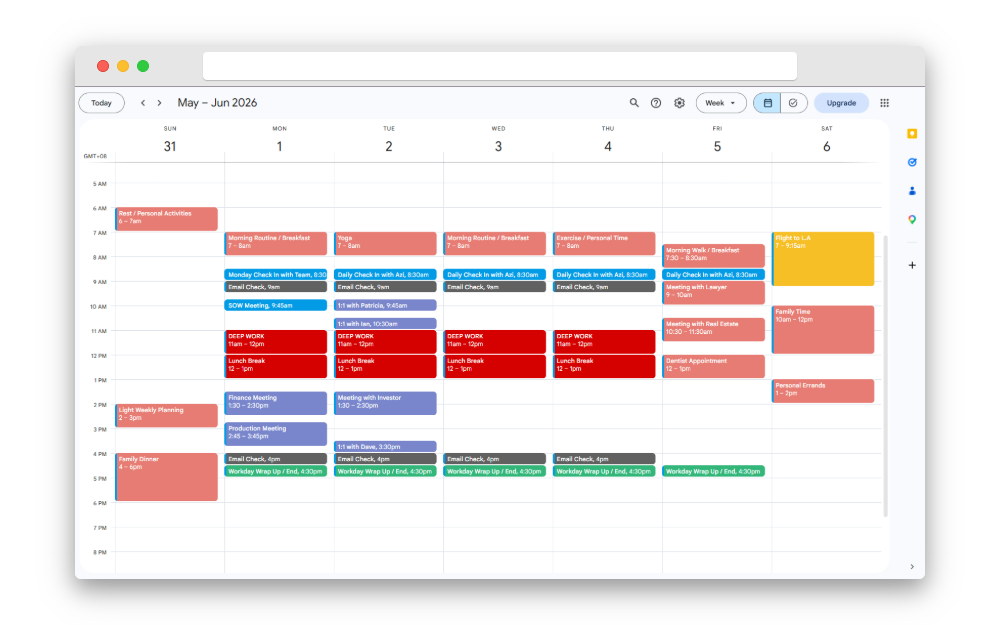 Today
May – Jun 2026
Week
Upgrade
SUN
MON
TUE
WED
THU
FRI
SAT
31
1
2
3
4
5
6
GMT+08
5 AM
6 AM
7 AM
8 AM
9 AM
10 AM
11 AM
12 PM
1 PM
2 PM
3 PM
4 PM
5 PM
6 PM
7 PM
8 PM
Rest / Personal Activities
6 – 7am
Light Weekly Planning
2 – 3pm
Family Dinner
4 – 6pm
Morning Routine / Breakfast
7 – 8am
Monday Check In with Team, 8:30
Email Check, 9am
SOW Meeting, 9:45am
DEEP WORK
11am – 12pm
Lunch Break
12 – 1pm
Finance Meeting
1:30 – 2:30pm
Production Meeting
2:45 – 3:45pm
Email Check, 4pm
Workday Wrap Up / End, 4:30pm
Yoga
7 – 8am
Daily Check In with Azi, 8:30am
Email Check, 9am
1:1 with Patricia, 9:45am
1:1 with Ian, 10:30am
DEEP WORK
11am – 12pm
Lunch Break
12 – 1pm
Meeting with Investor
1:30 – 2:30pm
1:1 with Dave, 3:30pm
Email Check, 4pm
Workday Wrap Up / End, 4:30pm
Morning Routine / Breakfast
7 – 8am
Daily Check In with Azi, 8:30am
Email Check, 9am
DEEP WORK
11am – 12pm
Lunch Break
12 – 1pm
Email Check, 4pm
Workday Wrap Up / End, 4:30pm
Exercise / Personal Time
7 – 8am
Daily Check In with Azi, 8:30am
Email Check, 9am
DEEP WORK
11am – 12pm
Lunch Break
12 – 1pm
Email Check, 4pm
Workday Wrap Up / End, 4:30pm
Morning Walk / Breakfast
7:30 – 8:30am
Daily Check In with Azi, 8:30am
Meeting with Lawyer
9 – 10am
Meeting with Real Estate
10:30 – 11:30am
Dentist Appointment
12 – 1pm
Workday Wrap Up / End, 4:30pm
Flight to L.A
7 – 9:15am
Family Time
10am – 12pm
Personal Errands
1 – 2pm